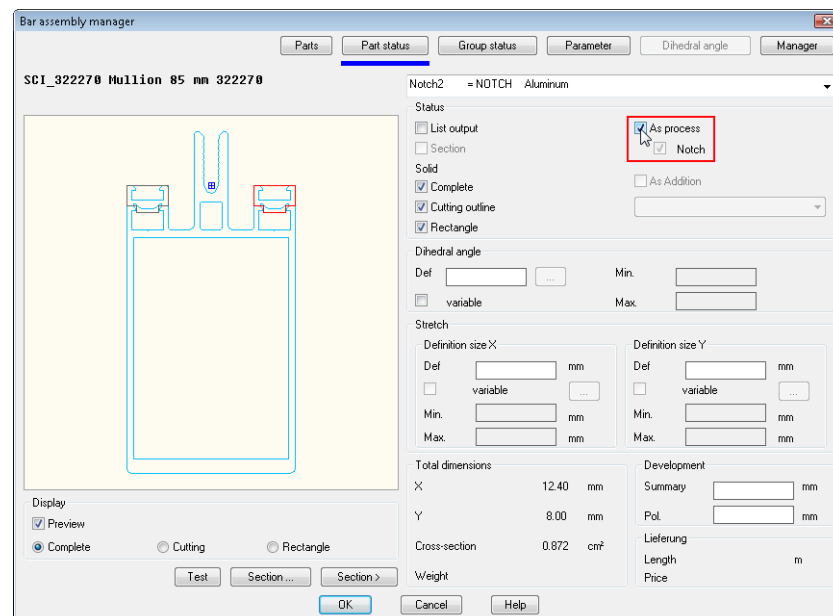 Bar assembly manager
Parts Part status Group status Parameter Dihedral angle Manager
SCI_322270 Mullion 85 mm 322270
Notch2 = NOTCH Aluminum
Status
List output
As process
Section
Notch
Solid
Complete
As Addition
Cutting outline
Rectangle
Dihedral angle
Def ... Min.
variable Max.
Stretch
Definition size X
Def mm
variable ...
Min. mm
Max. mm
Definition size Y
Def mm
variable ...
Min. mm
Max. mm
Total dimensions
X 12.40 mm
Y 8.00 mm
Cross-section 0.872 cm²
Weight
Development
Summary mm
Pol. mm
Lieferung
Length m
Price
Display
Preview
Complete Cutting Rectangle
Test Section ... Section >
OK Cancel Help